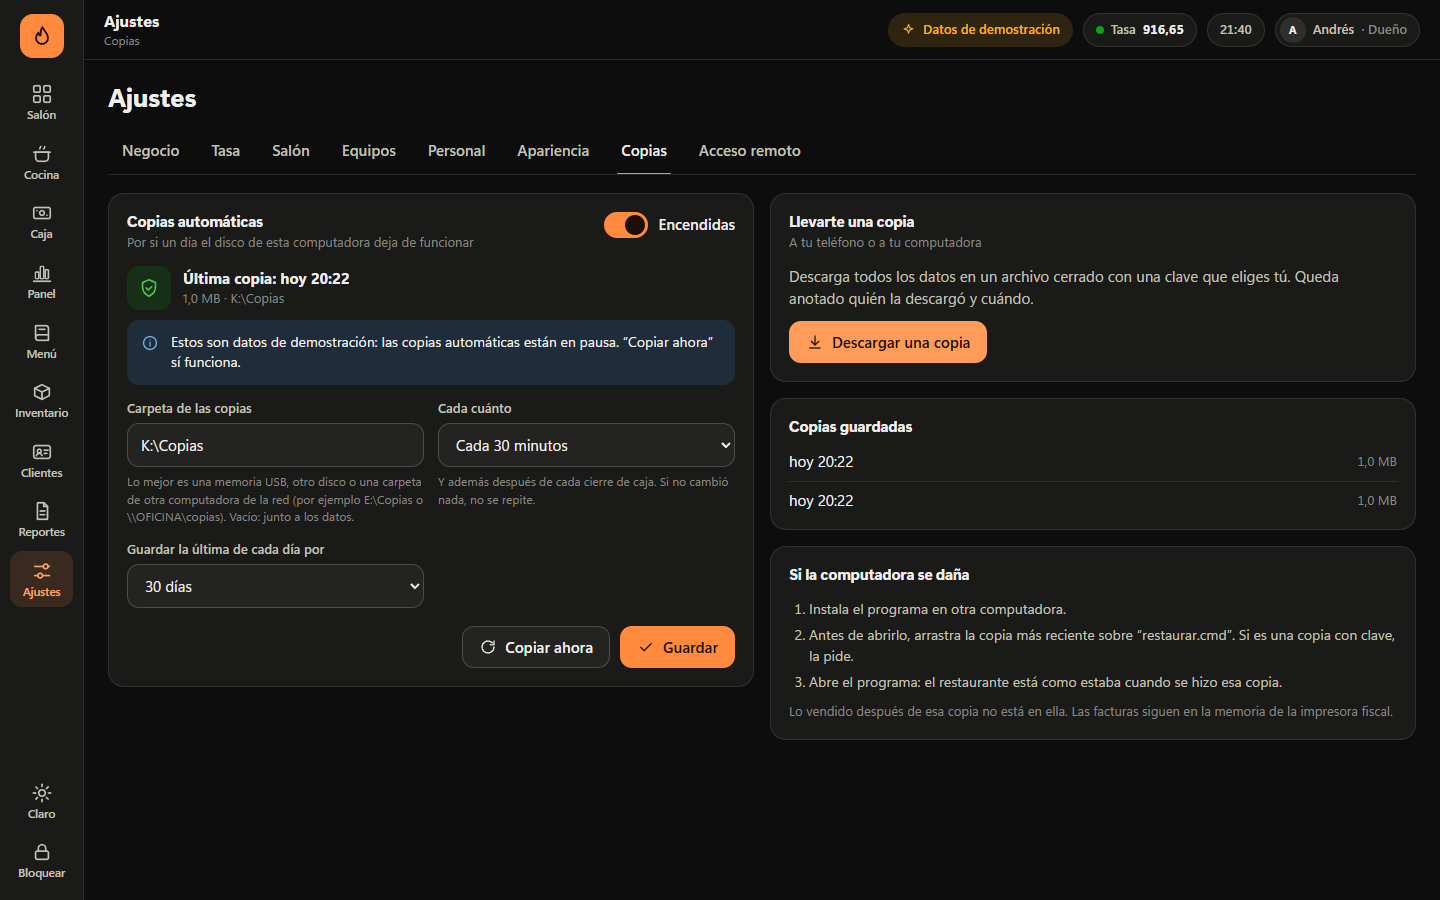 Ajustes
Copias
Datos de demostración
Tasa 916,65
21:40
A Andrés · Dueño
Salón
Cocina
Caja
Panel
Menú
Inventario
Clientes
Reportes
Ajustes
Claro
Bloquear
Ajustes
Negocio Tasa Salón Equipos Personal Apariencia Copias Acceso remoto
Copias automáticas
Por si un día el disco de esta computadora deja de funcionar
Encendidas
Última copia: hoy 20:22
1,0 MB · K:\Copias
Estos son datos de demostración: las copias automáticas están en pausa. “Copiar ahora”
sí funciona.
Carpeta de las copias
K:\Copias
Lo mejor es una memoria USB, otro disco o una carpeta
de otra computadora de la red (por ejemplo E:\Copias o
\\OFICINA\copias). Vacío: junto a los datos.
Cada cuánto
Cada 30 minutos
Y además después de cada cierre de caja. Si no cambió
nada, no se repite.
Guardar la última de cada día por
30 días
Copiar ahora
Guardar
Llevarte una copia
A tu teléfono o a tu computadora
Descarga todos los datos en un archivo cerrado con una clave que eliges tú. Queda
anotado quién la descargó y cuándo.
Descargar una copia
Copias guardadas
hoy 20:22 1,0 MB
hoy 20:22 1,0 MB
Si la computadora se daña
1. Instala el programa en otra computadora.
2. Antes de abrirlo, arrastra la copia más reciente sobre “restaurar.cmd”. Si es una copia con clave,
la pide.
3. Abre el programa: el restaurante está como estaba cuando se hizo esa copia.
Lo vendido después de esa copia no está en ella. Las facturas siguen en la memoria de la impresora fiscal.